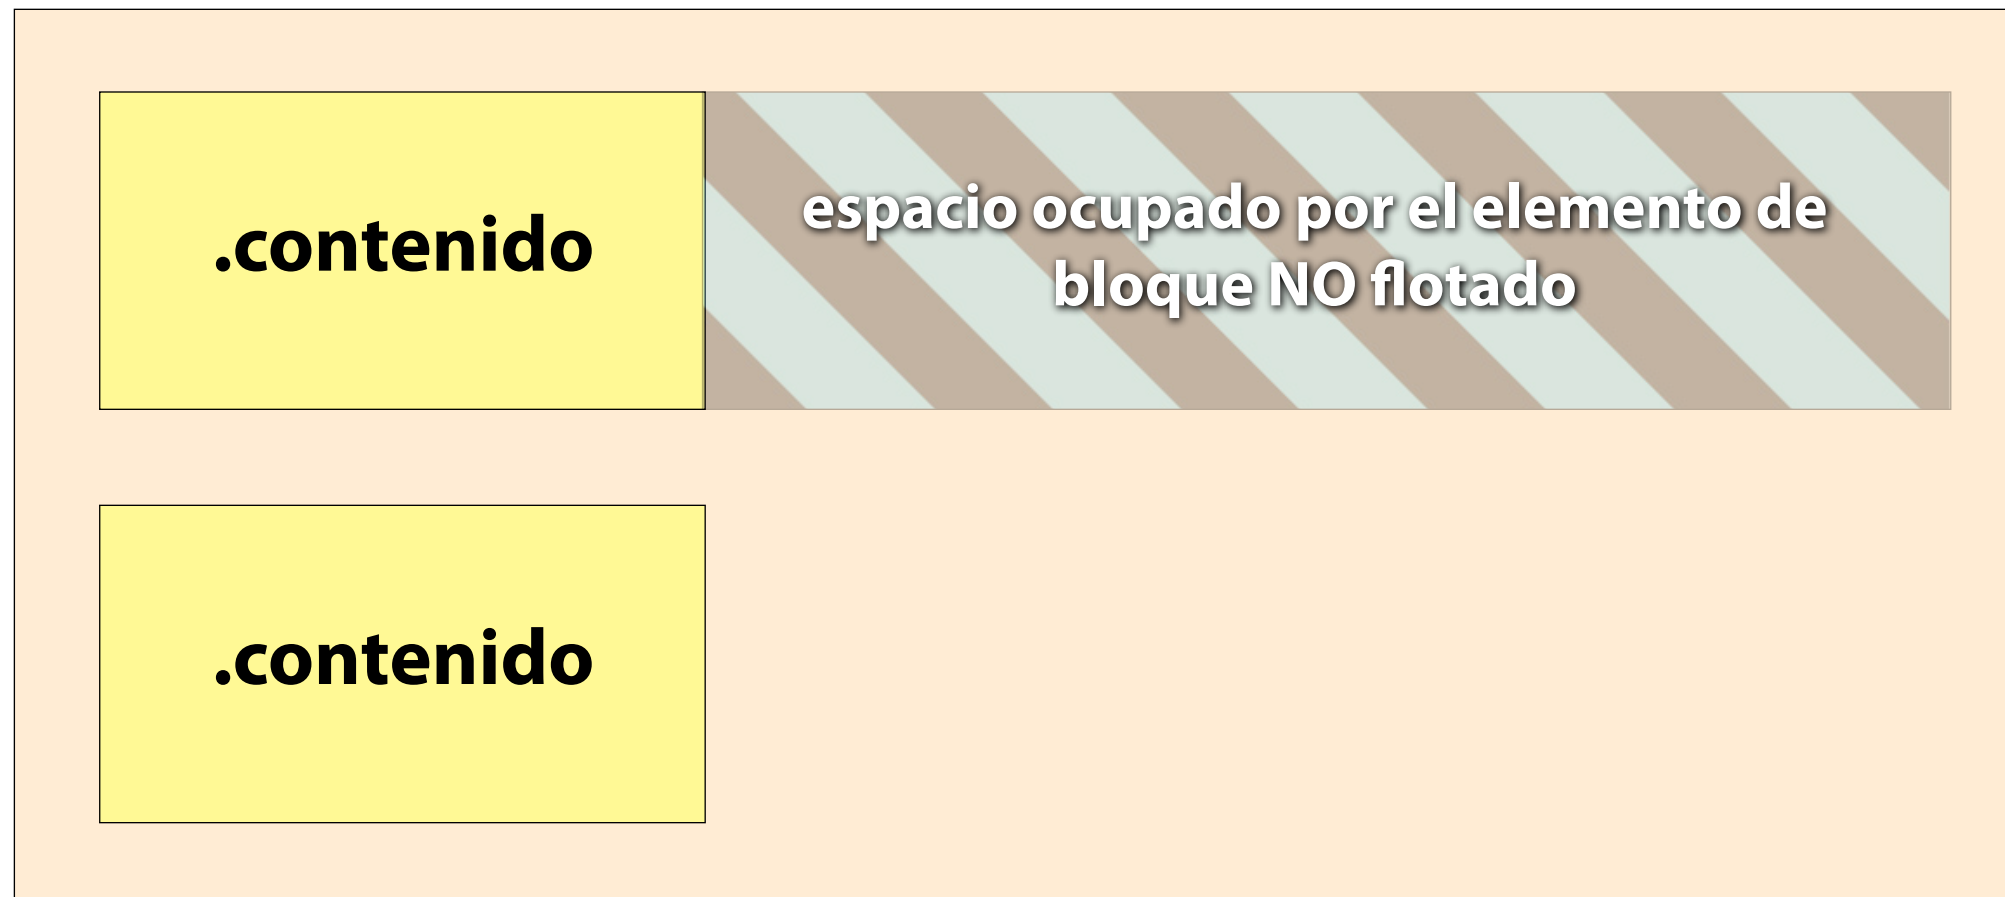 .contenido
espacio ocupado por el elemento de
bloque NO flotado
.contenido